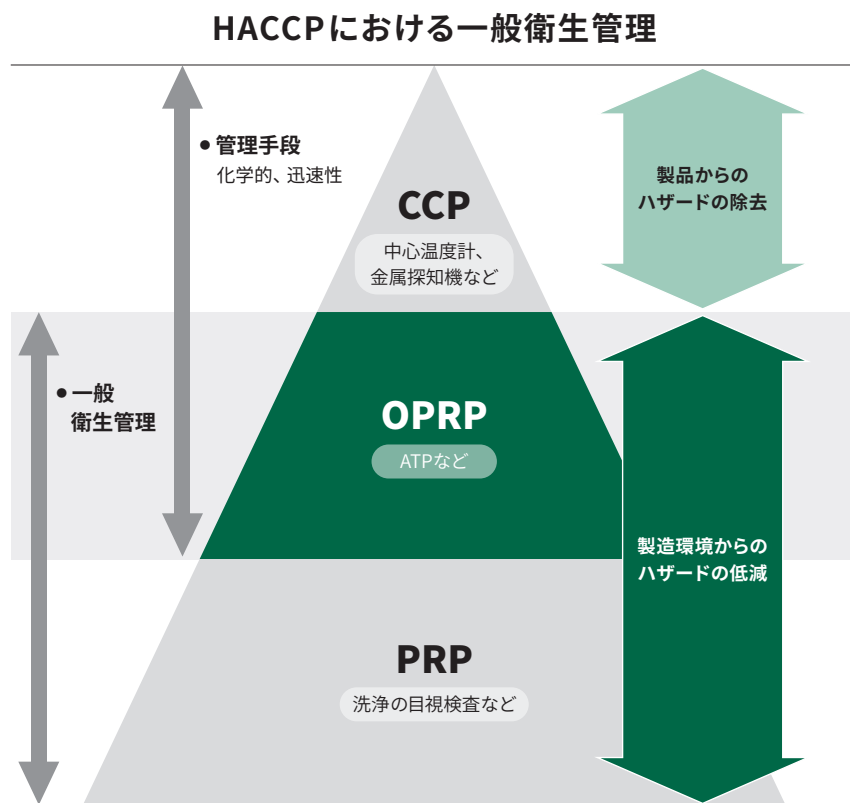 HACCPにおける一般衛生管理
• 管理手段
化学的、迅速性
CCP
中心温度計、
金属探知機など
製品からの
ハザードの除去
• 一般
衛生管理
OPRP
ATPなど
製造環境からの
ハザードの低減
PRP
洗浄の目視検査など